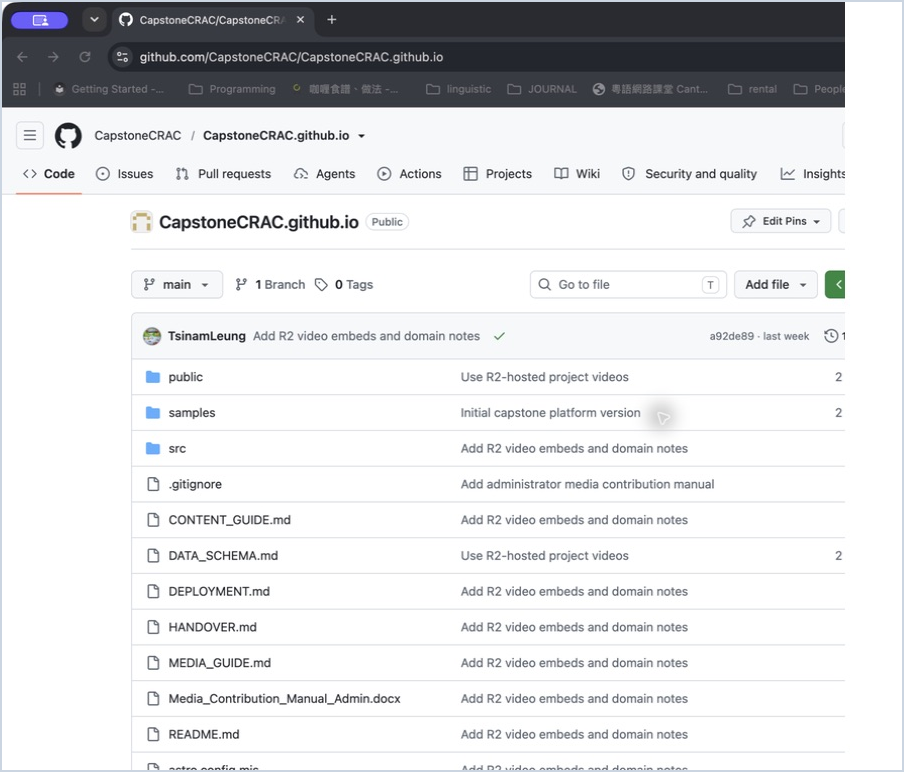 CapstoneCRAC/CapstoneCRA
github.com/CapstoneCRAC/CapstoneCRAC.github.io
Getting Started -... Programming 咖喱食譜 · 做法 -... linguistic JOURNAL 粵語網路課堂 Cant... rental People
CapstoneCRAC / CapstoneCRAC.github.io
Code Issues Pull requests Agents Actions Projects Wiki Security and quality Insights
CapstoneCRAC.github.io Public Edit Pins
main 1 Branch 0 Tags Go to file T Add file
TsinamLeung Add R2 video embeds and domain notes a92de89 · last week 1
public Use R2-hosted project videos 2
samples Initial capstone platform version 2
src Add R2 video embeds and domain notes
.gitignore Add administrator media contribution manual
CONTENT_GUIDE.md Add R2 video embeds and domain notes
DATA_SCHEMA.md Use R2-hosted project videos 2
DEPLOYMENT.md Add R2 video embeds and domain notes
HANDOVER.md Add R2 video embeds and domain notes
MEDIA_GUIDE.md Add R2 video embeds and domain notes
Media_Contribution_Manual_Admin.docx Add R2 video embeds and domain notes
README.md Add R2 video embeds and domain notes
astro.config.mjs Add R2 video embeds and domain notes